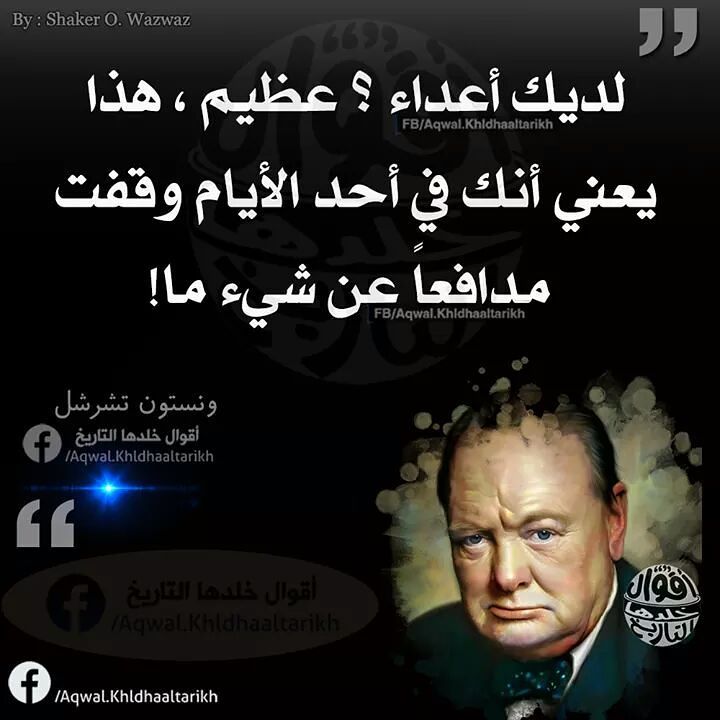 By : Shaker O. Wazwaz
لديك أعداء ؟ عظيم ، هذا
FB/Aqwal.Khldhaaltarikh
يعني أنك في أحد الأيام وقفت
مدافعاً عن شيء ما!
FB/Aqwal.Khldhaaltarikh
ونستون تشرشل
أقوال خلدها التاريخ
/Aqwal.Khldhaaltarikh
أقوال خلدها التاريخ
/Aqwal.Khldhaaltarikh
أقوال
خلدها
التاريخ
/Aqwal.Khldhaaltarikh